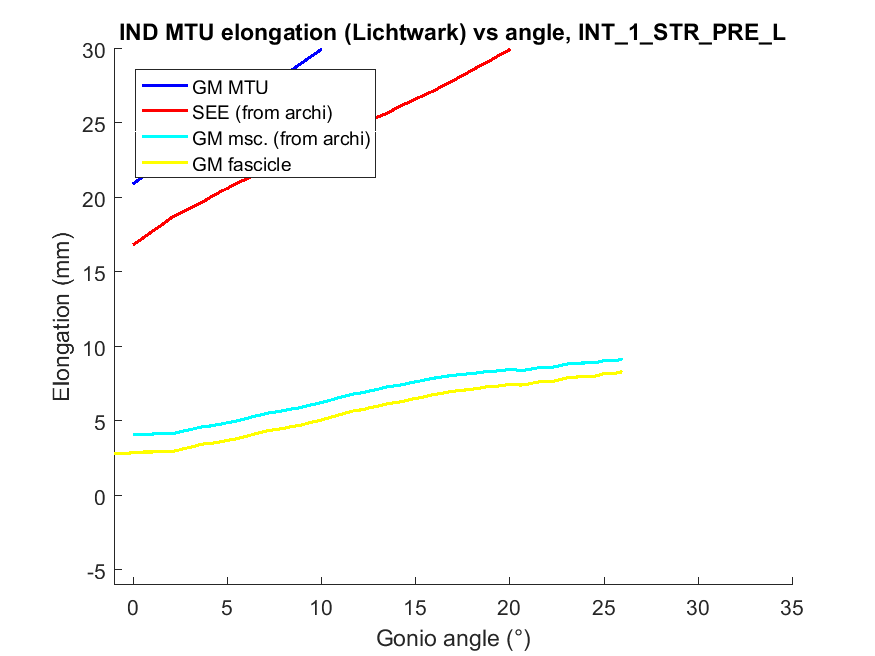 IND MTU elongation (Lichtwark) vs angle, INT_1_STR_PRE_L
30
25
20
15
10
5
0
-5
Elongation (mm)
GM MTU
SEE (from archi)
GM msc. (from archi)
GM fascicle
0 5 10 15 20 25 30 35
Gonio angle (°)